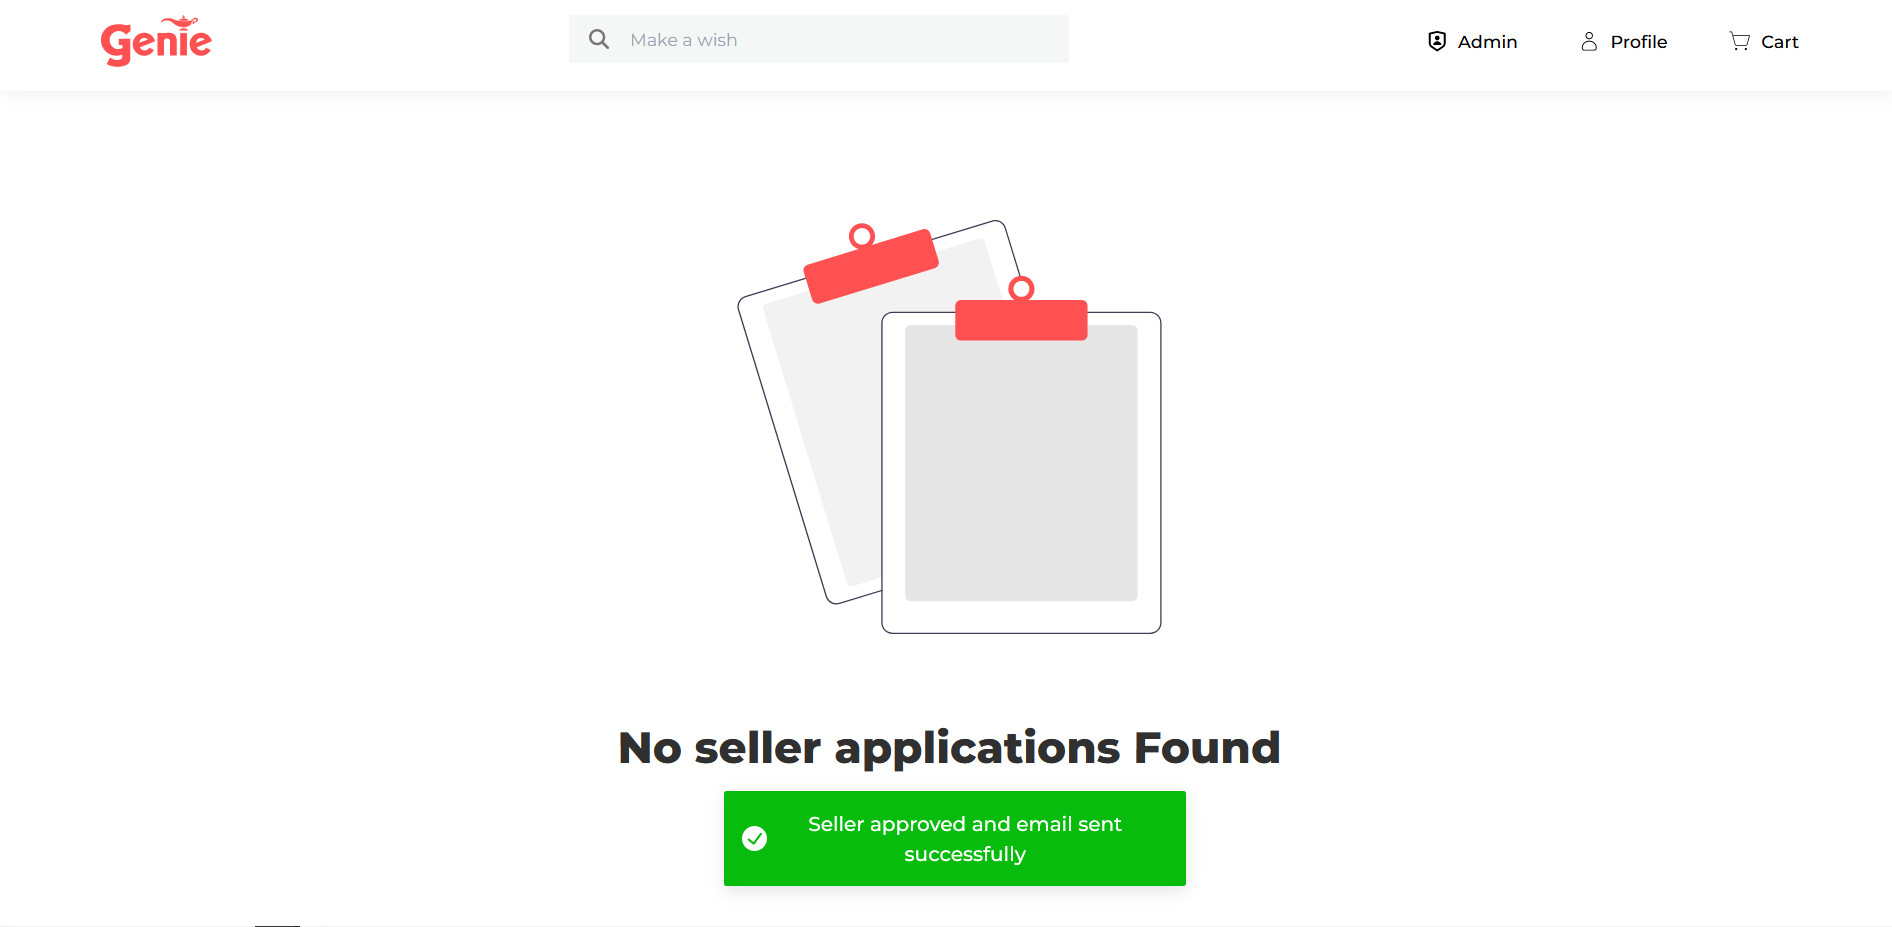 Genie
Make a wish
Admin
Profile
Cart
No seller applications Found
Seller approved and email sent
successfully